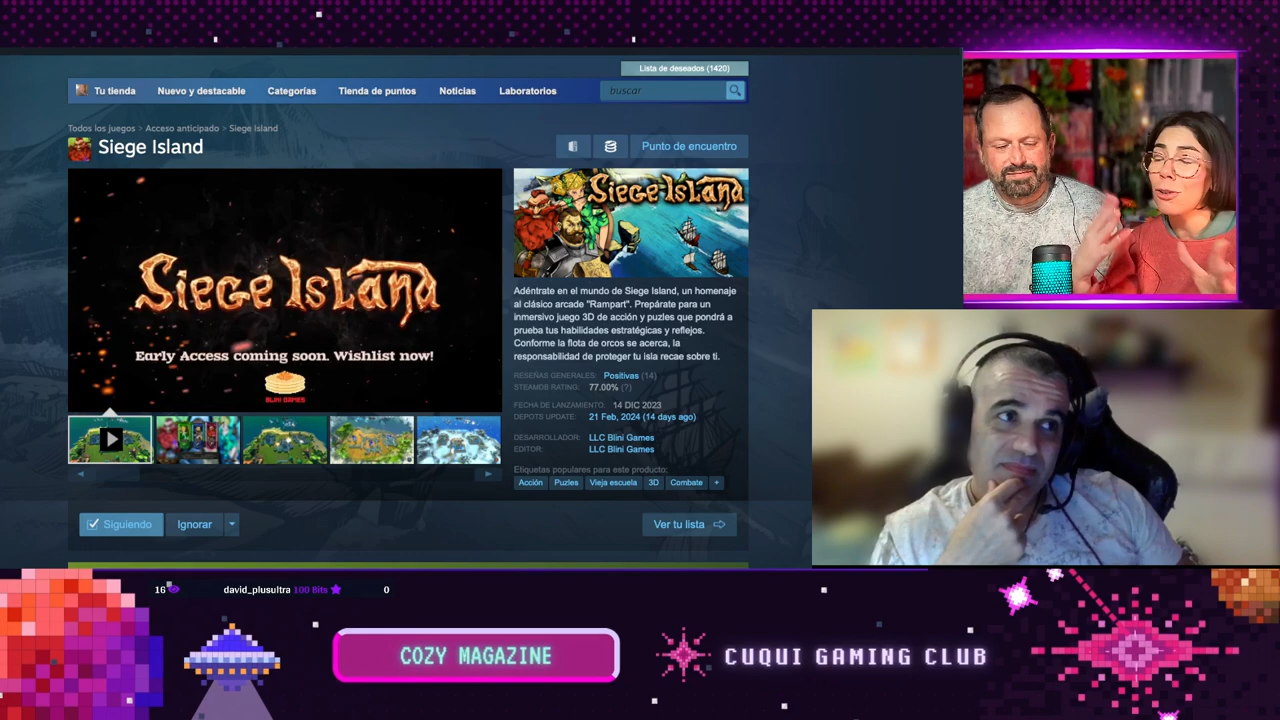 Lista de deseados (1420)
Tu tienda
Nuevo y destacable
Categorías
Tienda de puntos
Noticias
Laboratorios
buscar
Todos los juegos > Acceso anticipado > Siege Island
Siege Island
Punto de encuentro
Siege Island
Early Access coming soon. Wishlist now!
BLINI GAMES
Siege Island
Adéntrate en el mundo de Siege Island, un homenaje
al clásico arcade "Rampart". Prepárate para un
inmersivo juego 3D de acción y puzles que pondrá a
prueba tus habilidades estratégicas y reflejos.
Conforme la flota de orcos se acerca, la
responsabilidad de proteger tu isla recae sobre ti.
RESEÑAS GENERALES: Positivas (14)
STEAMDB RATING: 77.00% (?)
FECHA DE LANZAMIENTO: 14 DIC 2023
DEPOTS UPDATE: 21 Feb, 2024 (14 days ago)
DESARROLLADOR: LLC Blini Games
EDITOR: LLC Blini Games
Etiquetas populares para este producto:
Acción
Puzles
Vieja escuela
3D
Combate
+
Siguiendo
Ignorar
Ver tu lista
16
david_plusultra 100 Bits
0
COZY MAGAZINE
CUQUI GAMING CLUB